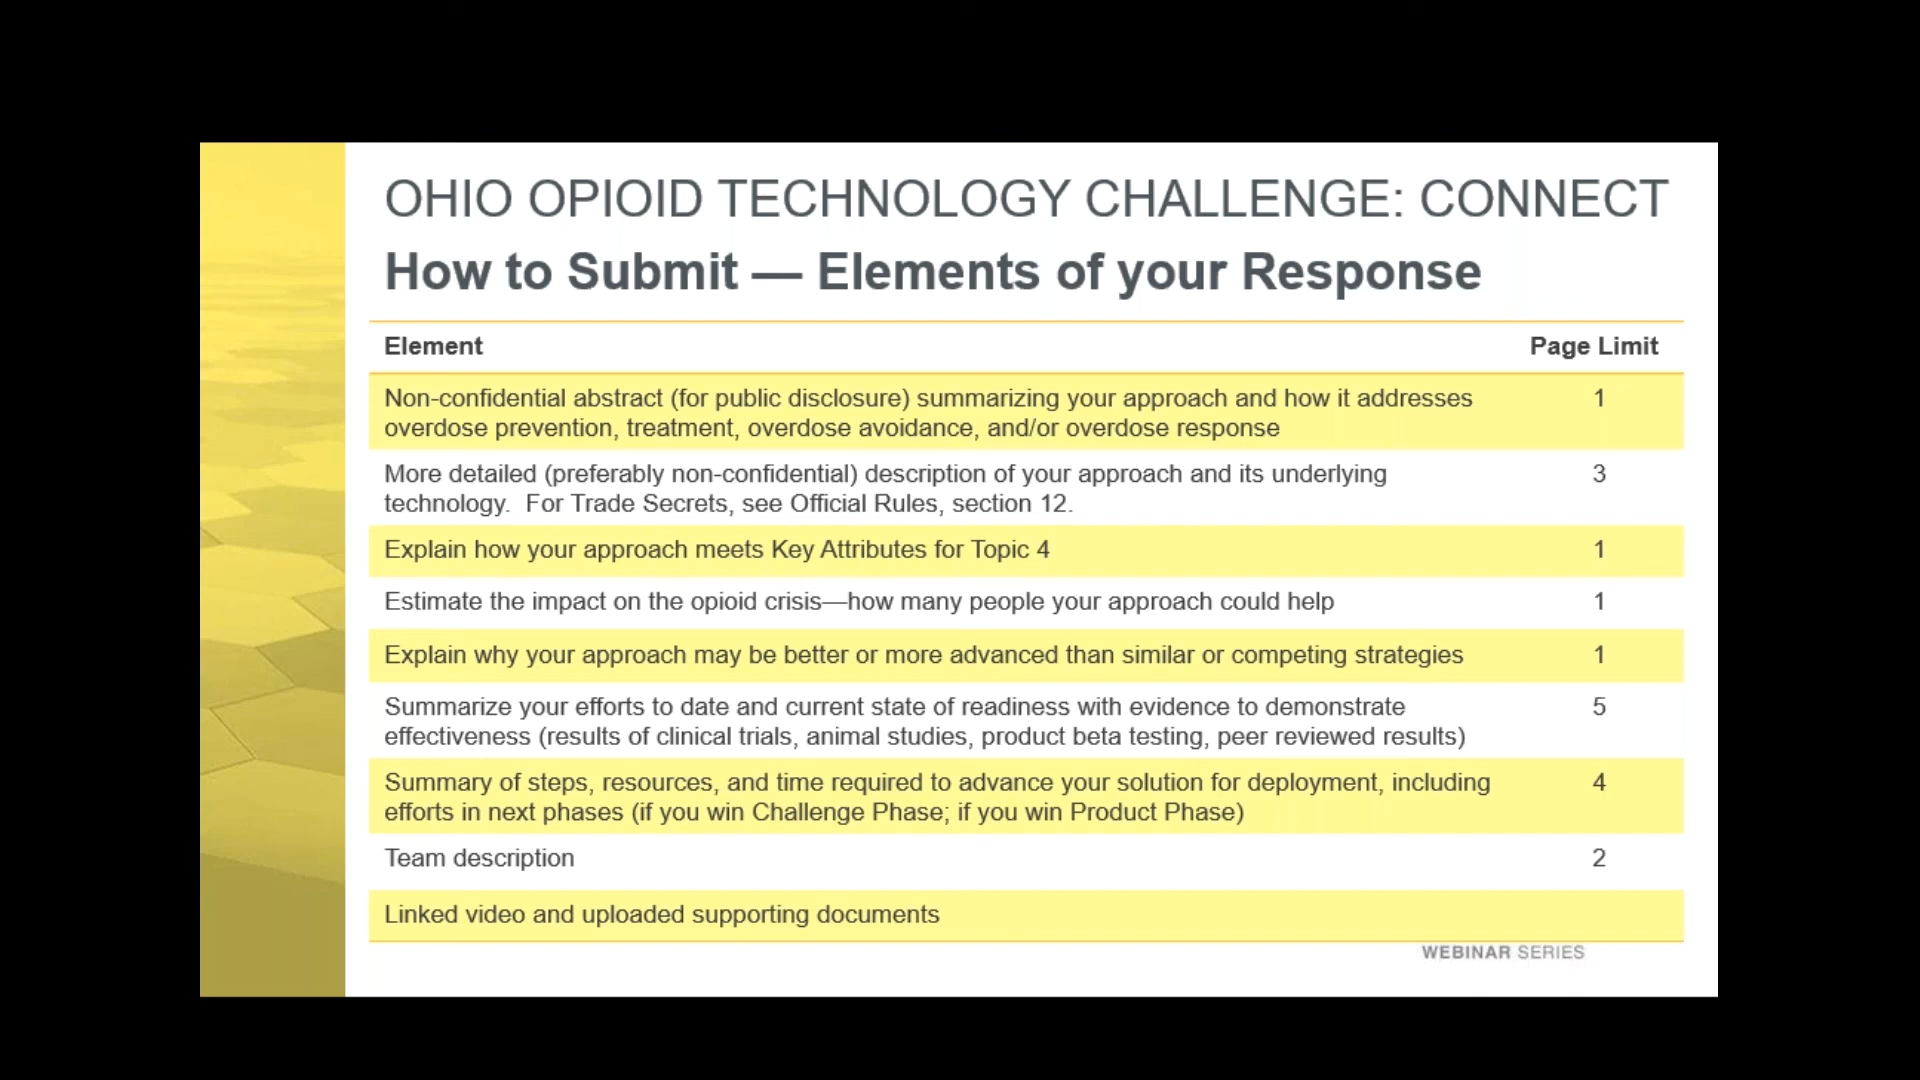 OHIO OPIOID TECHNOLOGY CHALLENGE: CONNECT
How to Submit — Elements of your Response
Element Page Limit
Non-confidential abstract (for public disclosure) summarizing your approach and how it addresses 1
overdose prevention, treatment, overdose avoidance, and/or overdose response
More detailed (preferably non-confidential) description of your approach and its underlying 3
technology.  For Trade Secrets, see Official Rules, section 12.
Explain how your approach meets Key Attributes for Topic 4 1
Estimate the impact on the opioid crisis—how many people your approach could help 1
Explain why your approach may be better or more advanced than similar or competing strategies 1
Summarize your efforts to date and current state of readiness with evidence to demonstrate 5
effectiveness (results of clinical trials, animal studies, product beta testing, peer reviewed results)
Summary of steps, resources, and time required to advance your solution for deployment, including 4
efforts in next phases (if you win Challenge Phase; if you win Product Phase)
Team description 2
Linked video and uploaded supporting documents
WEBINAR SERIES